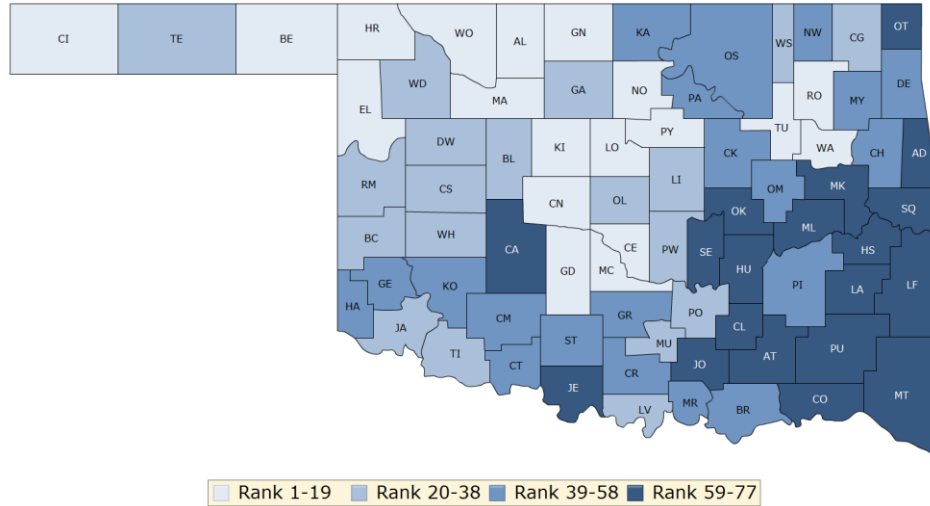 HR WO AL GN KA OS WS NW CG OT
CI TE BE
WD GA NO PA RO MY DE
MA
EL
PY TU
DW BL KI LO CK WA CH AD
RM CS LI OM MK
CN OL OK SQ
BC WH CE PW SE ML HS
CA GD MC HU
HA GE KO PI LA LF
CM GR PO
JA ST MU CL
TI CT CR JO AT PU
JE LV MR BR CO MT
Rank 1-19 Rank 20-38 Rank 39-58 Rank 59-77